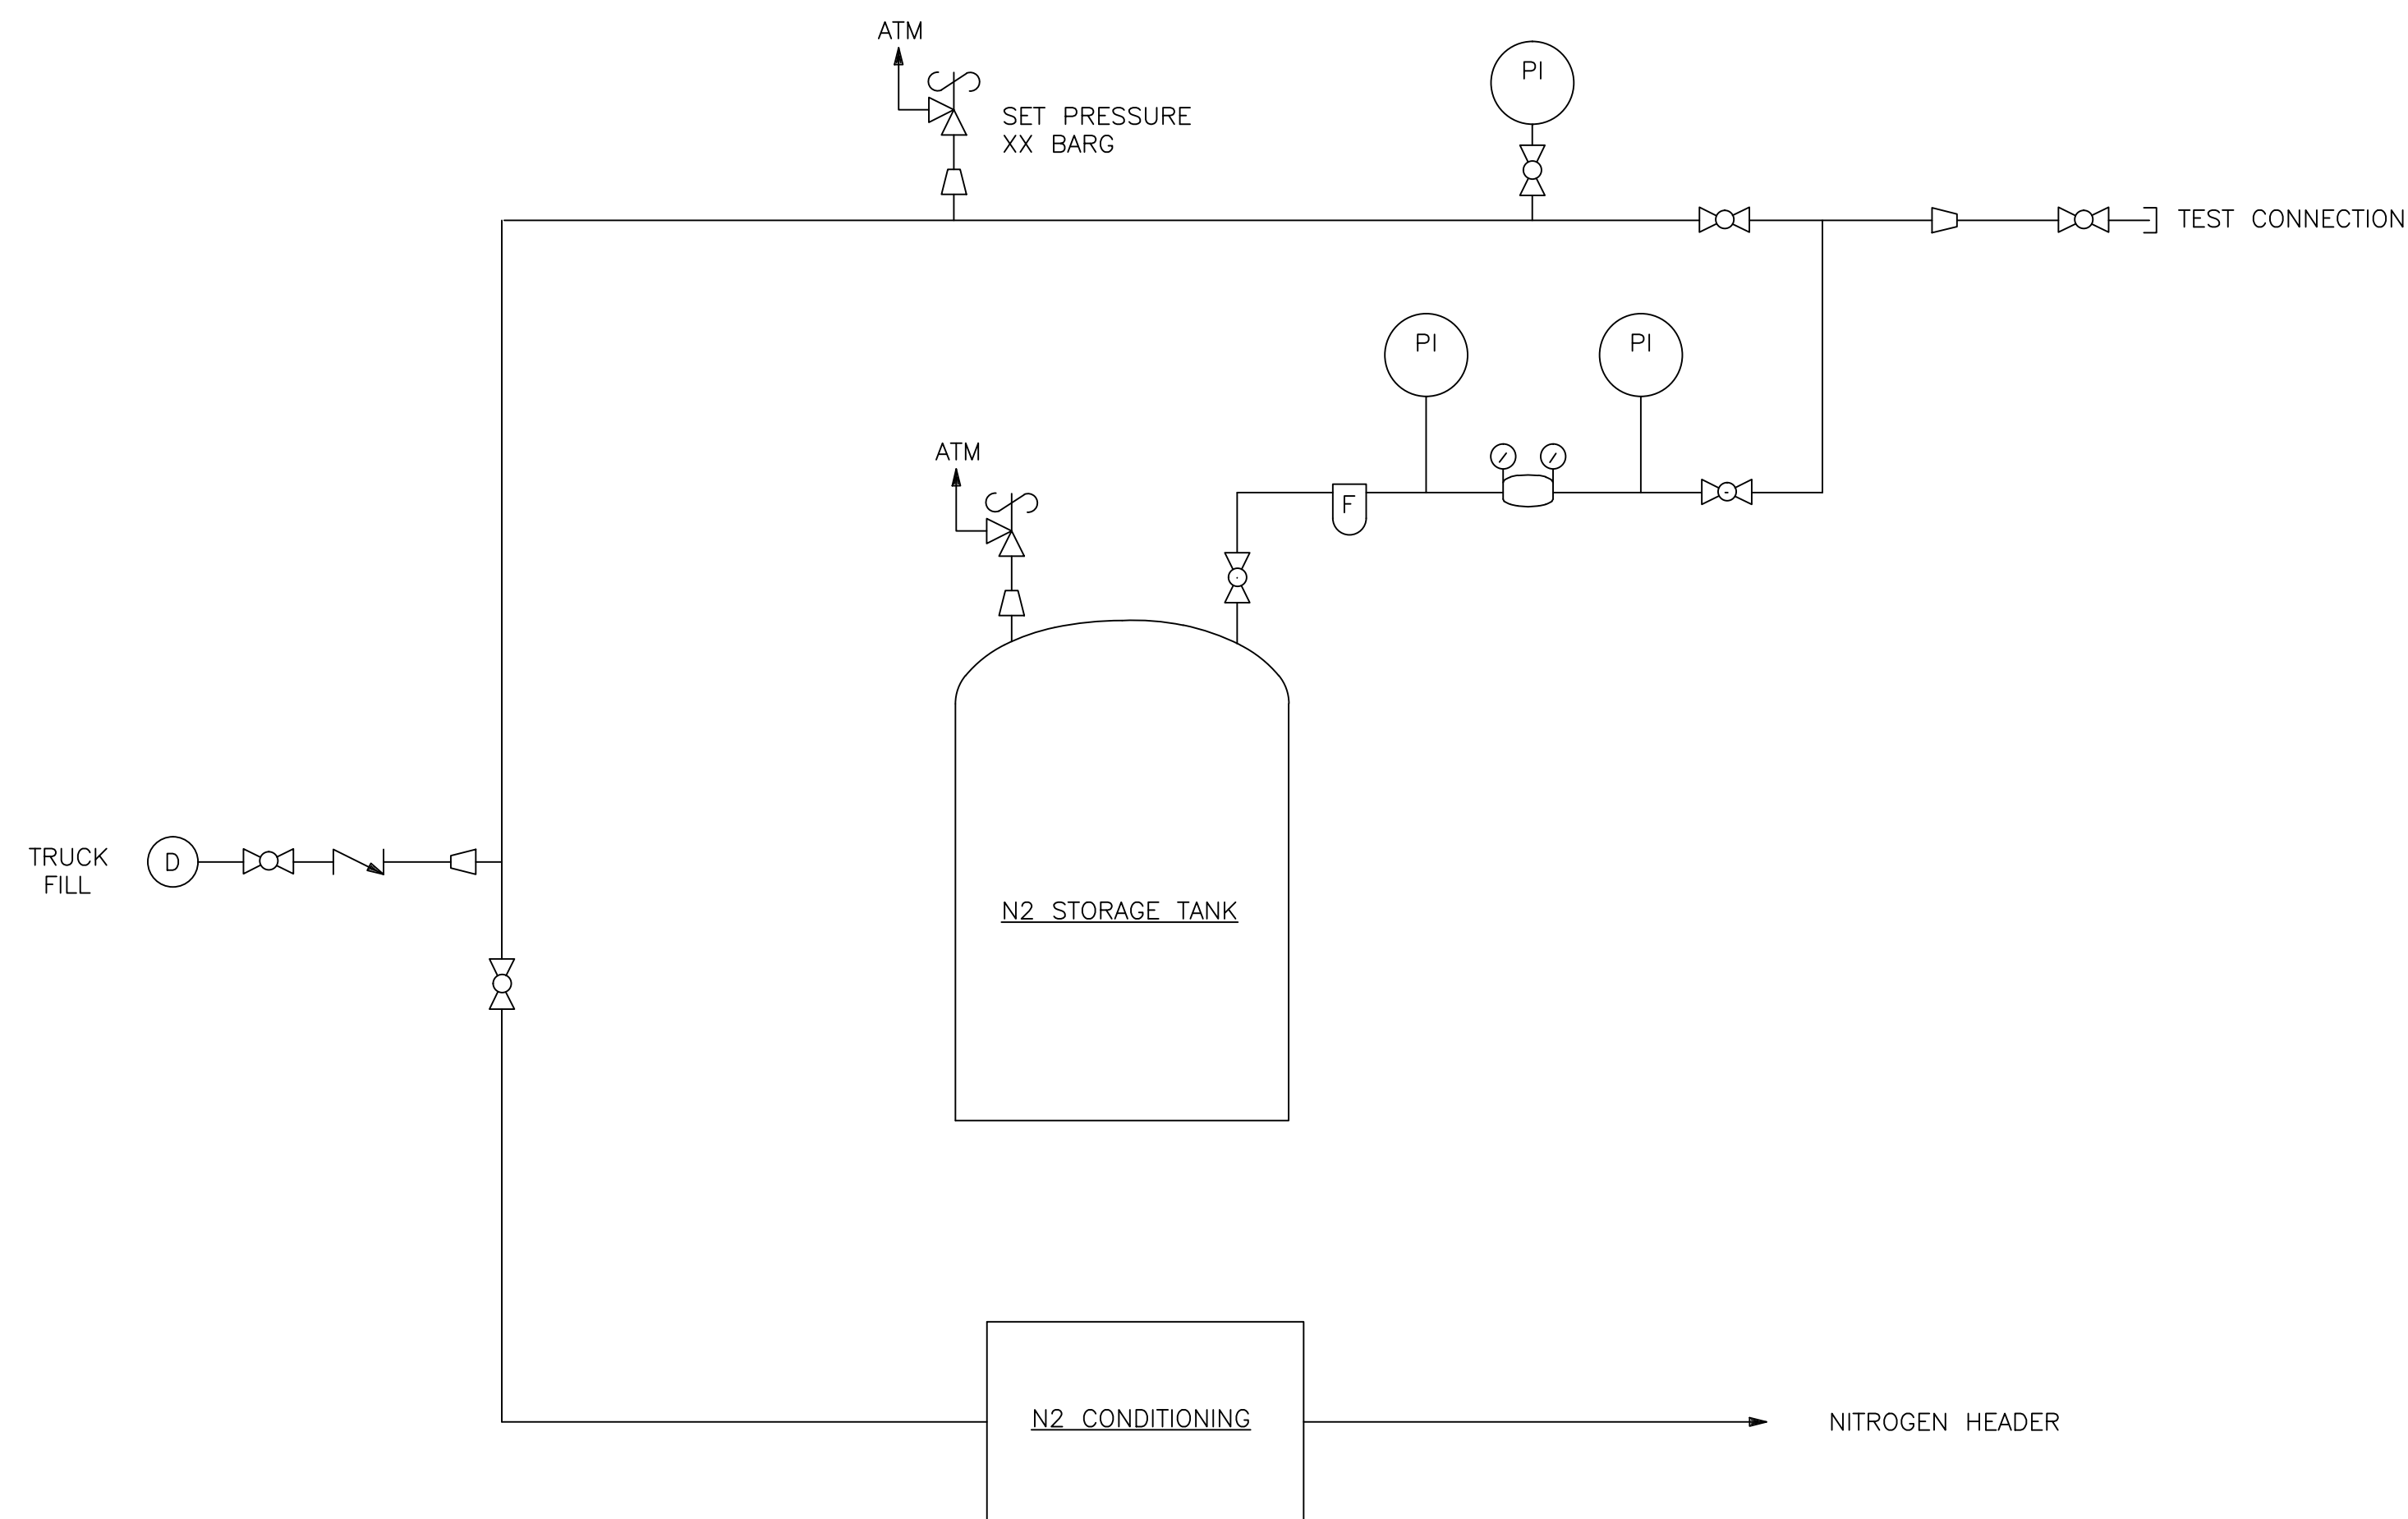 ATM
PI
SET PRESSURE
XX BARG
TEST CONNECTION
PI
PI
ATM
F
TRUCK
FILL
D
N2 STORAGE TANK
N2 CONDITIONING
NITROGEN HEADER